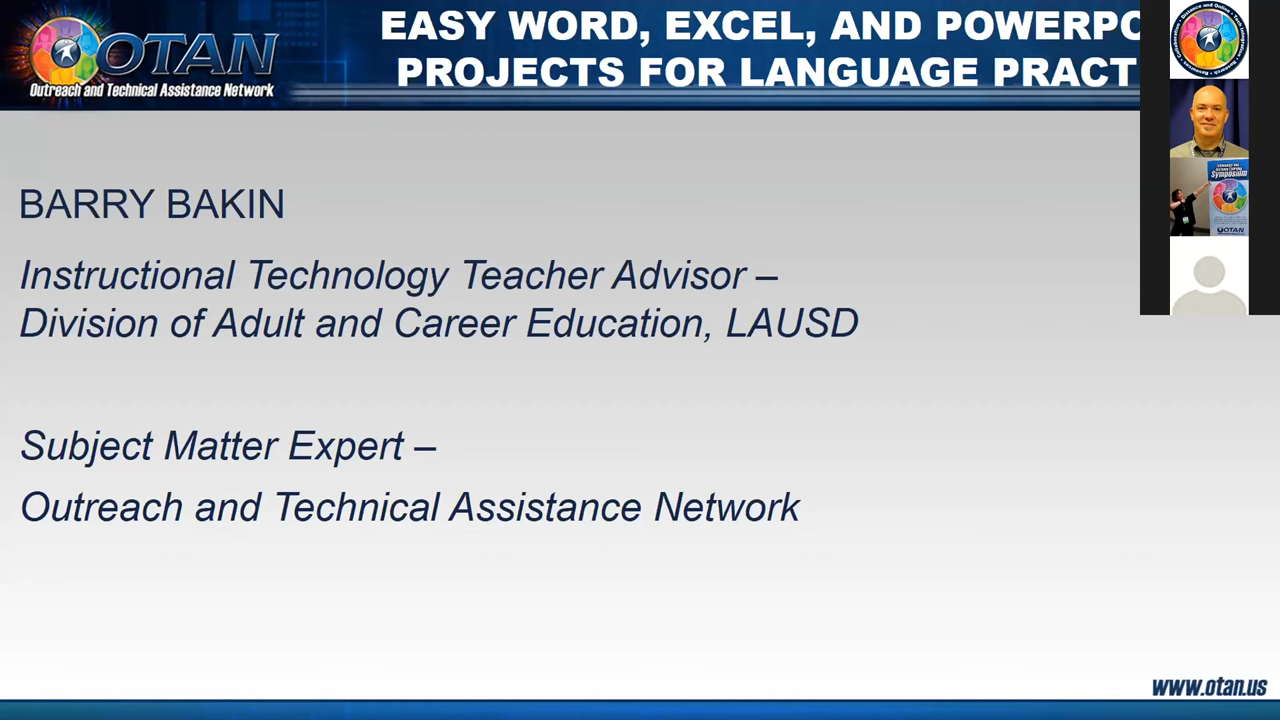 OTAN
Outreach and Technical Assistance Network
EASY WORD, EXCEL, AND POWERPO
PROJECTS FOR LANGUAGE PRACT
BARRY BAKIN
Instructional Technology Teacher Advisor –
Division of Adult and Career Education, LAUSD
Subject Matter Expert –
Outreach and Technical Assistance Network
Symposium
OTAN
www.otan.us